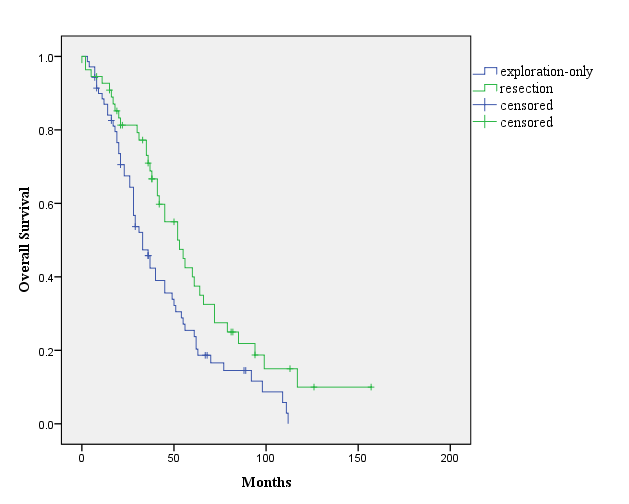 1.0
0.8
0.6
0.4
0.2
0.0
Overall Survival
0 50 100 150 200
Months
exploration-only
resection
censored
censored